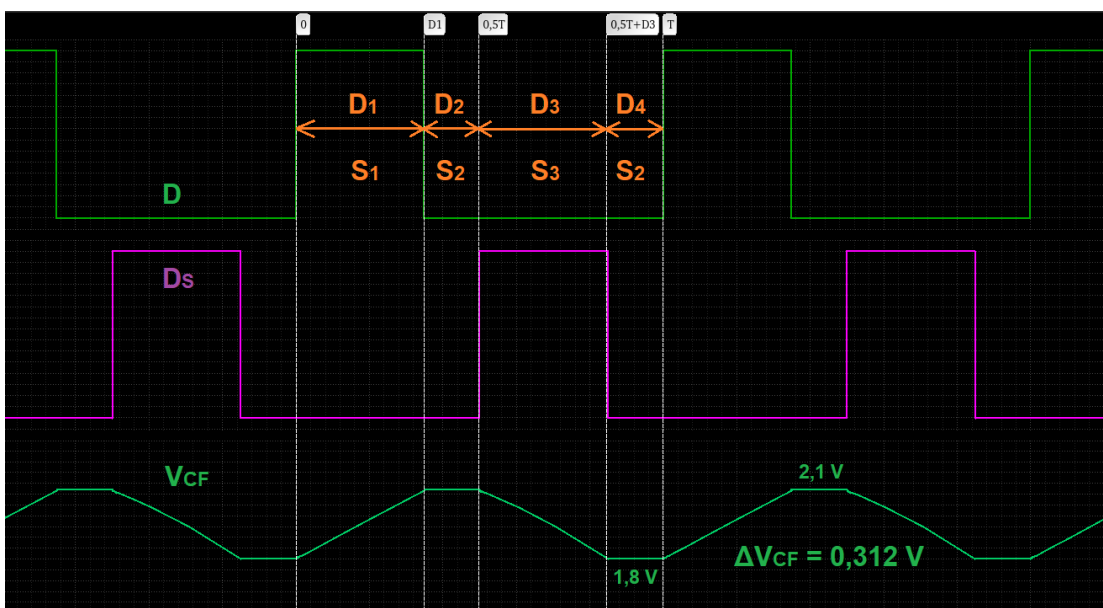 0 D1 0,5T 0,5T+D3 T
D1 D2 D3 D4
S1 S2 S3 S2
D
Ds
VCF
2,1 V
ΔVCF = 0,312 V
1,8 V